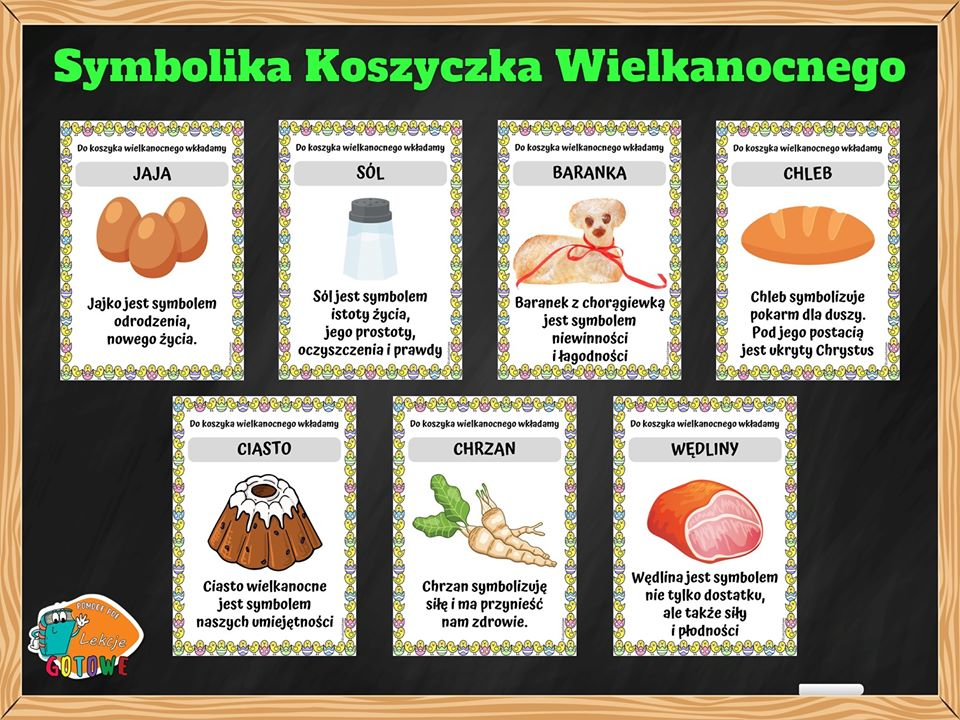 Symbolika Koszyczka Wielkanocnego
Do koszyka wielkanocnego wkładamy
JAJA
Jajko jest symbolem
odrodzenia,
nowego życia.
Do koszyka wielkanocnego wkładamy
SÓL
Sól jest symbolem
istoty życia,
jego prostoty,
oczyszczenia i prawdy
Do koszyka wielkanocnego wkładamy
BARANKA
Baranek z chorągiewką
jest symbolem
niewinności
i łagodności
Do koszyka wielkanocnego wkładamy
CHLEB
Chleb symbolizuje
pokarm dla duszy.
Pod jego postacią
jest ukryty Chrystus
Do koszyka wielkanocnego wkładamy
CIASTO
Ciasto wielkanocne
jest symbolem
naszych umiejętności
Do koszyka wielkanocnego wkładamy
CHRZAN
Chrzan symbolizuję
siłę i ma przynieść
nam zdrowie.
Do koszyka wielkanocnego wkładamy
WĘDLINY
Wędlina jest symbolem
nie tylko dostatku,
ale także siły
i płodności
POMOCE PDF
Lekcje
GOTOWE